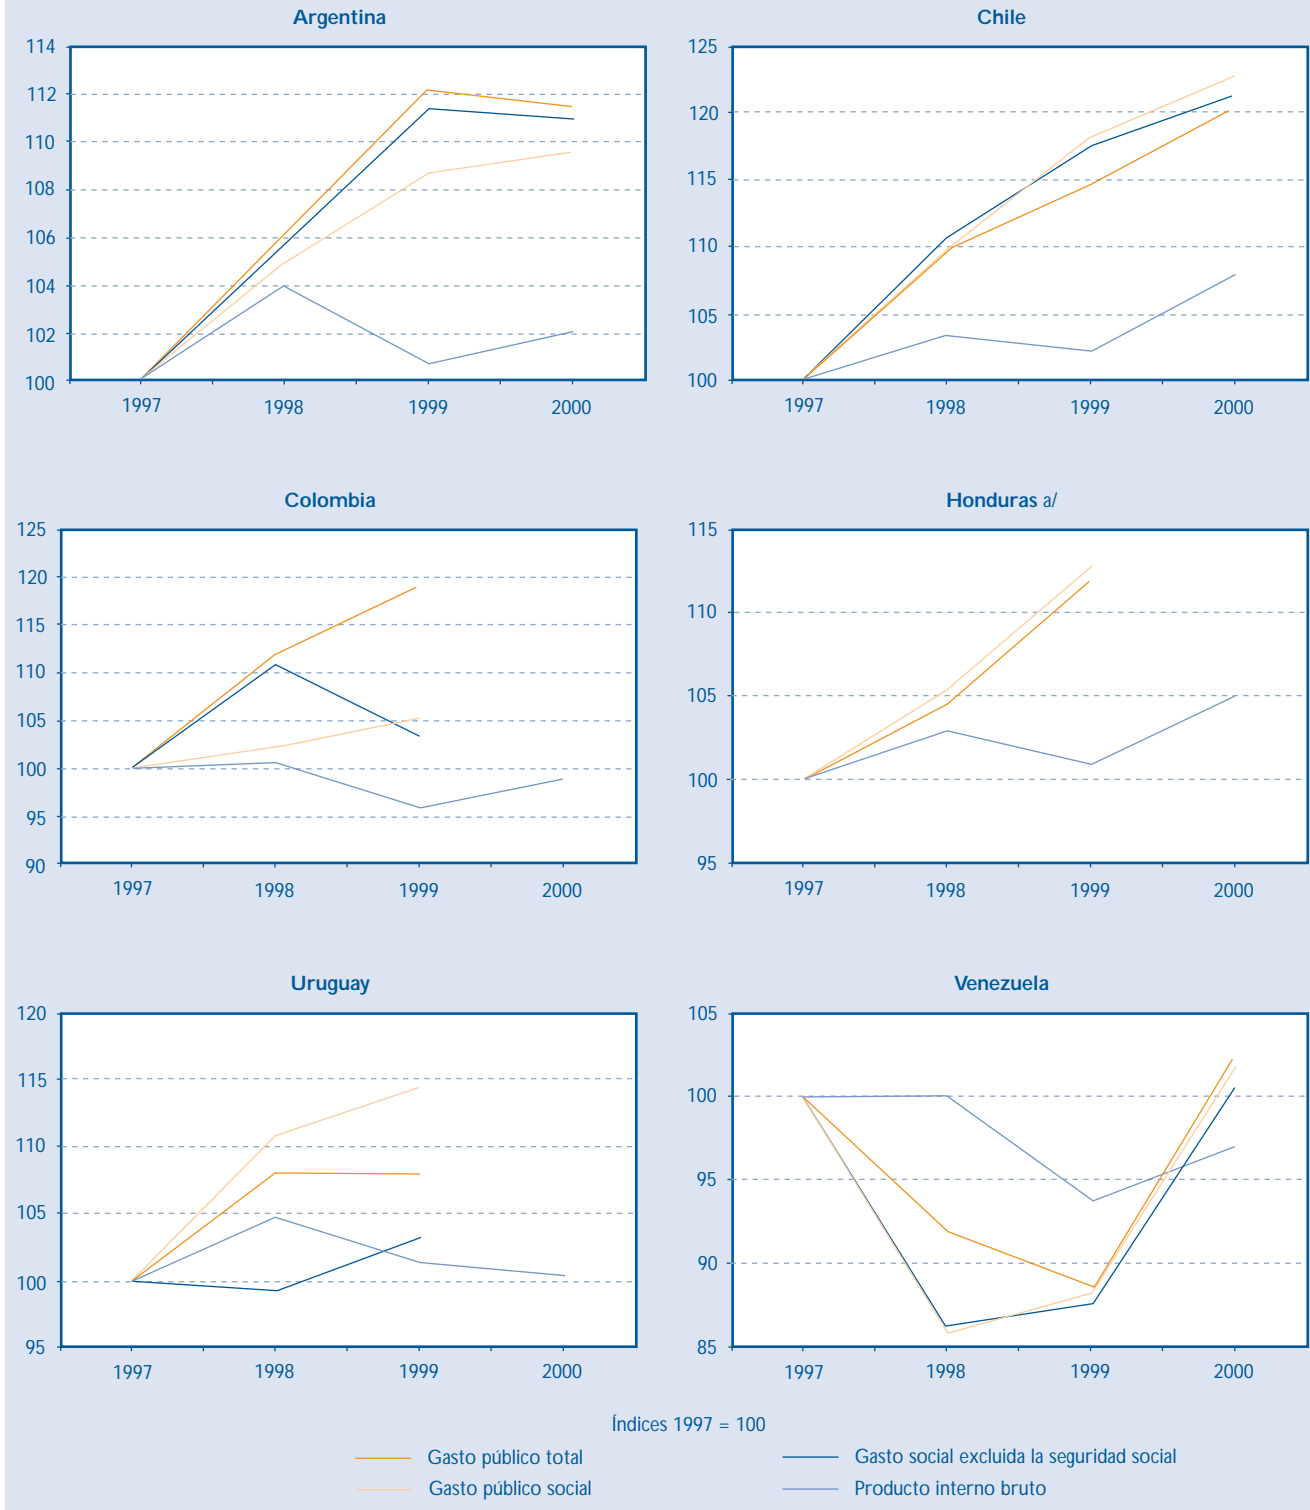 Argentina
114
112
110
108
106
104
102
100
1997 1998 1999 2000
Chile
125
120
115
110
105
100
1997 1998 1999 2000
Colombia
125
120
115
110
105
100
95
90
1997 1998 1999 2000
Honduras a/
115
110
105
100
95
1997 1998 1999 2000
Uruguay
120
115
110
105
100
95
1997 1998 1999 2000
Venezuela
105
100
95
90
85
1997 1998 1999 2000
Índices 1997 = 100
Gasto público total
Gasto social excluida la seguridad social
Gasto público social
Producto interno bruto